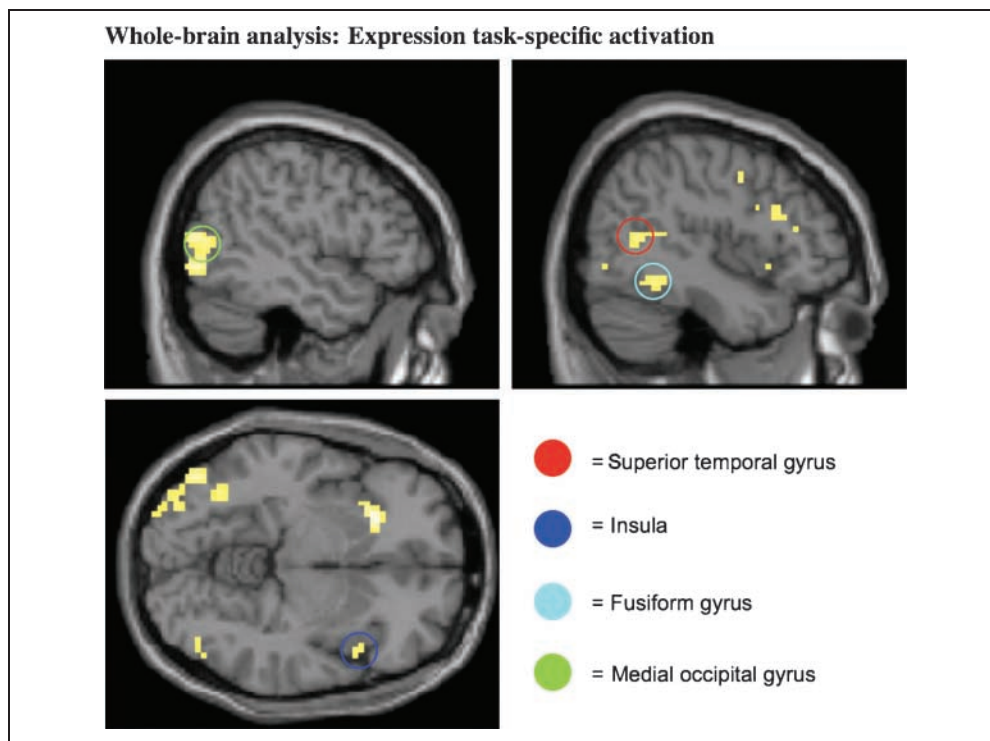 Whole-brain analysis: Expression task-specific activation
= Superior temporal gyrus
= Insula
= Fusiform gyrus
= Medial occipital gyrus